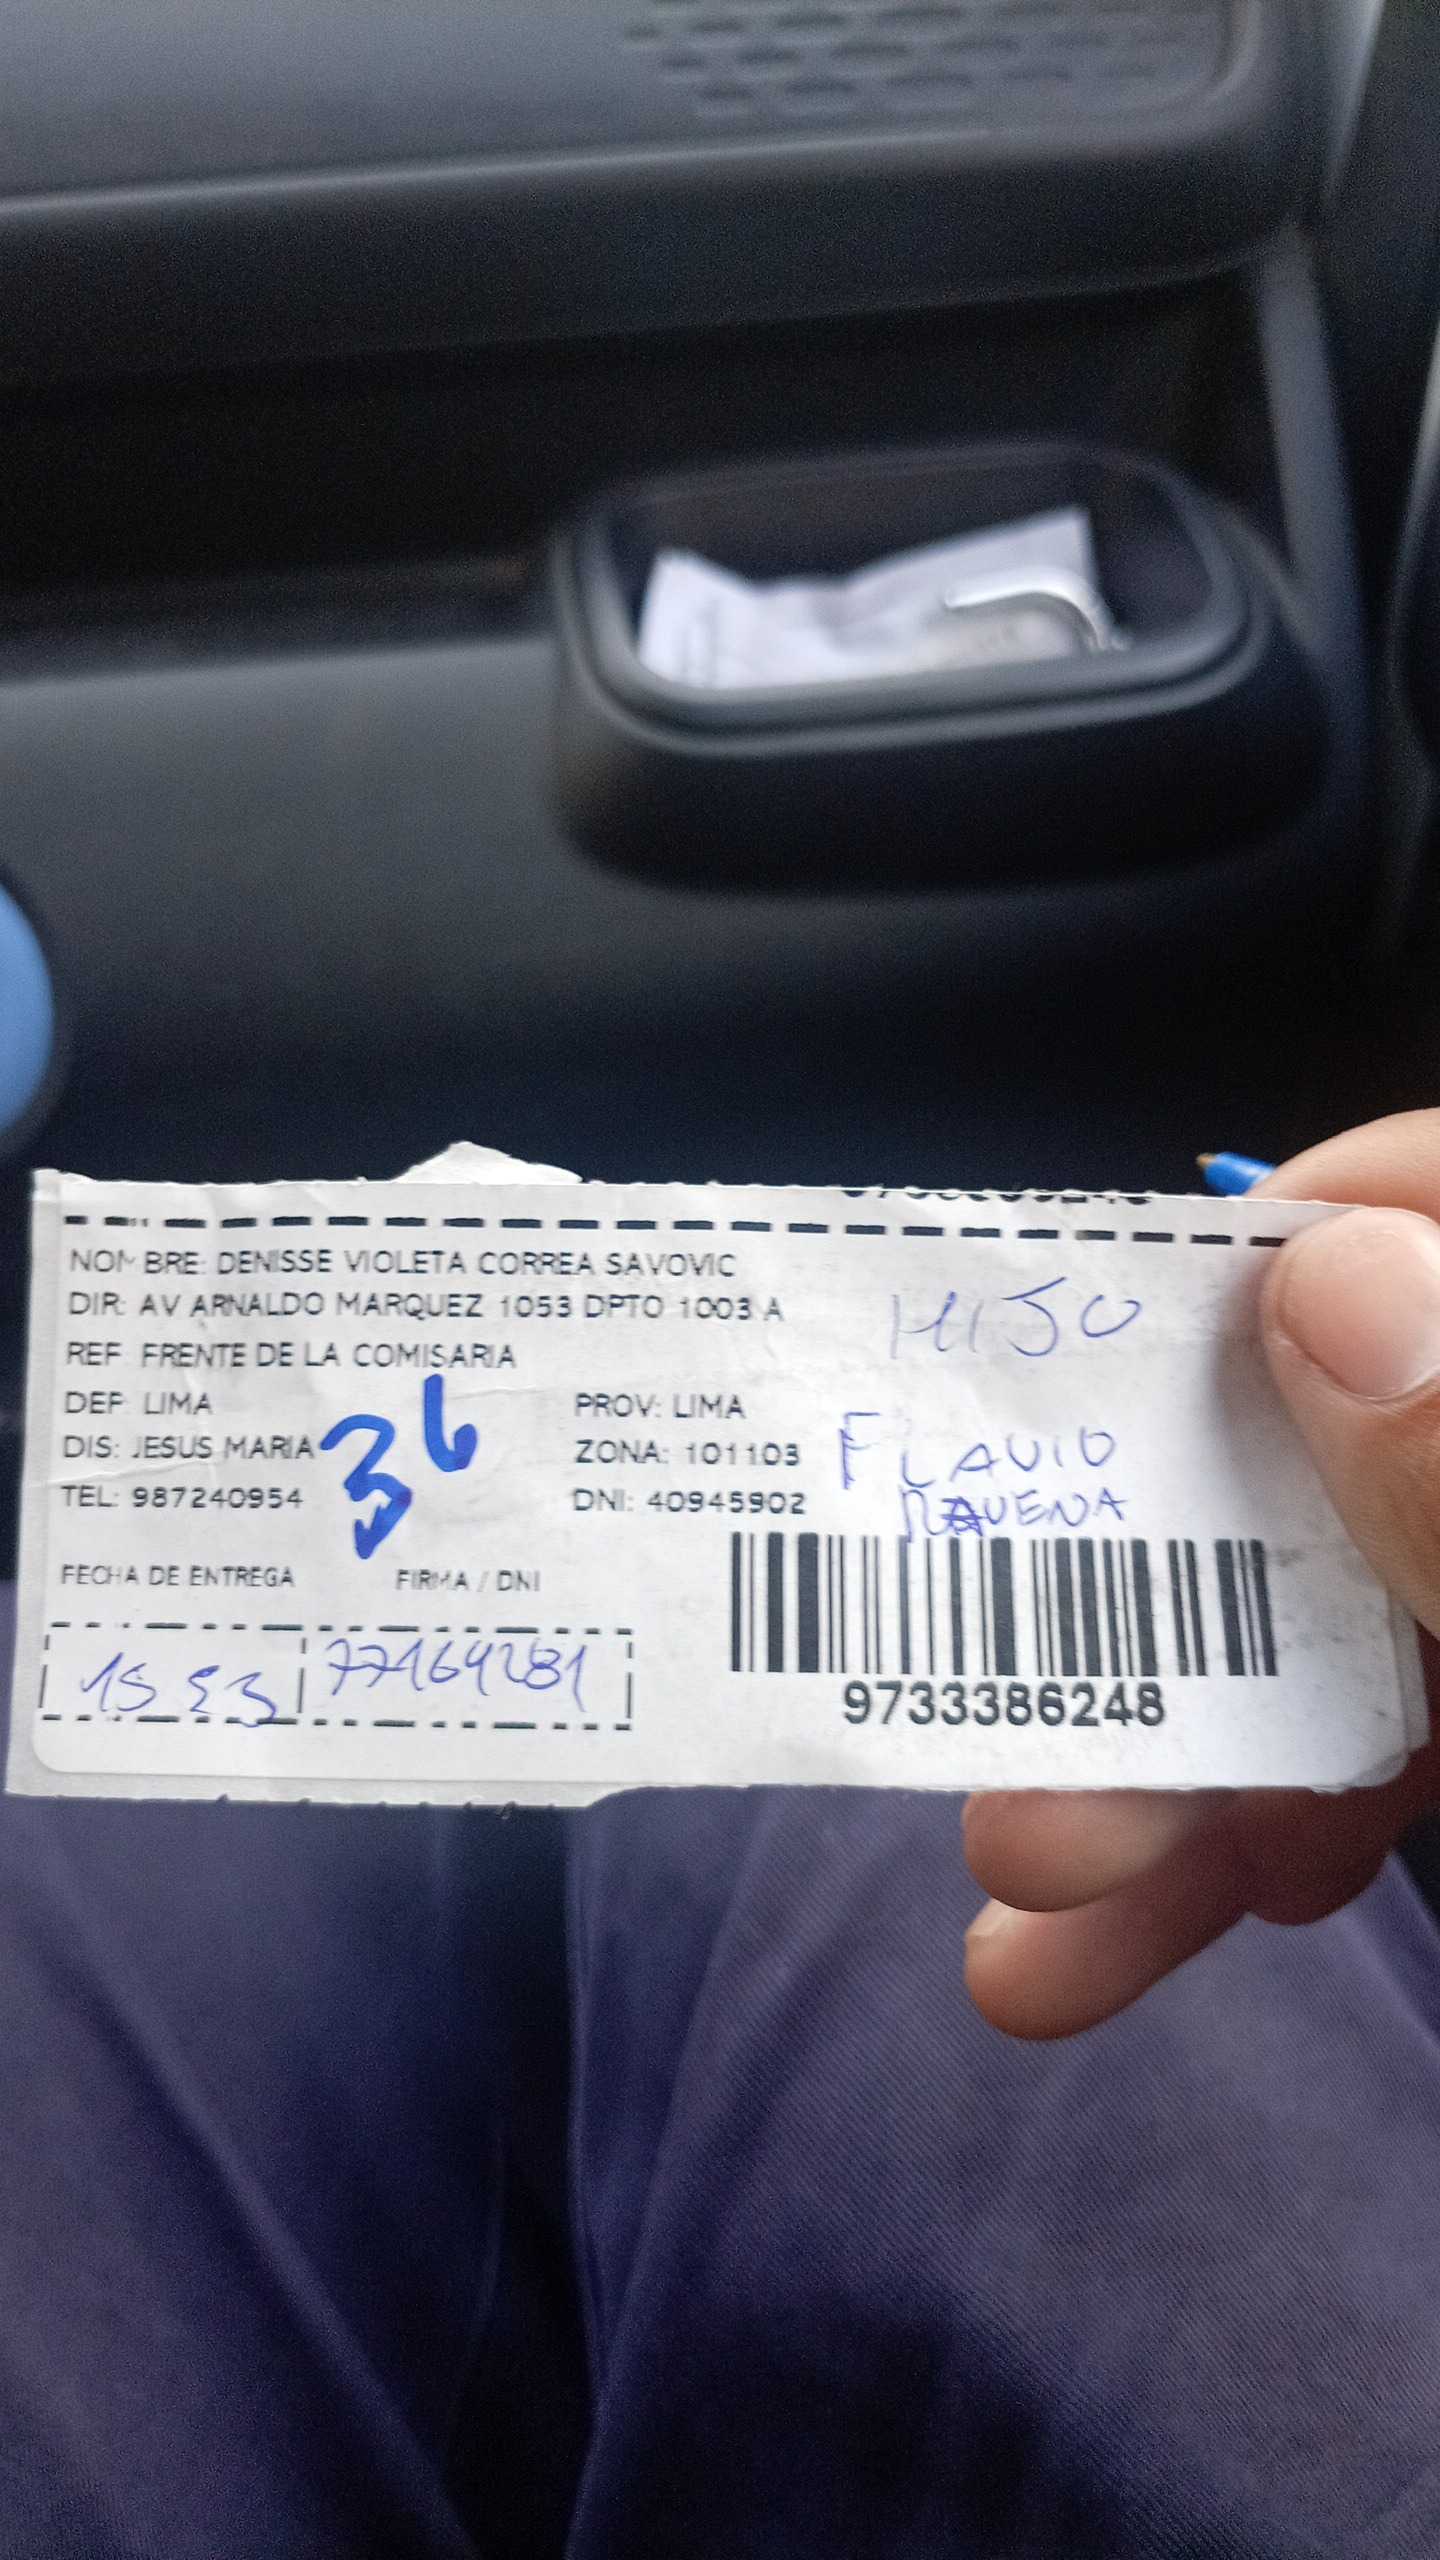 NOMBRE: DENISSE VIOLETA CORREA SAVOVIC
DIR: AV ARNALDO MARQUEZ 1053 DPTO 1003 A
HIJO
REF: FRENTE DE LA COMISARIA
DEP: LIMA PROV: LIMA
36
DIS: JESUS MARIA ZONA: 101103
FLAVIO
TEL: 987240954 DNI: 40945902
RAVENA
FECHA DE ENTREGA FIRMA / DNI
77164281
9733386248